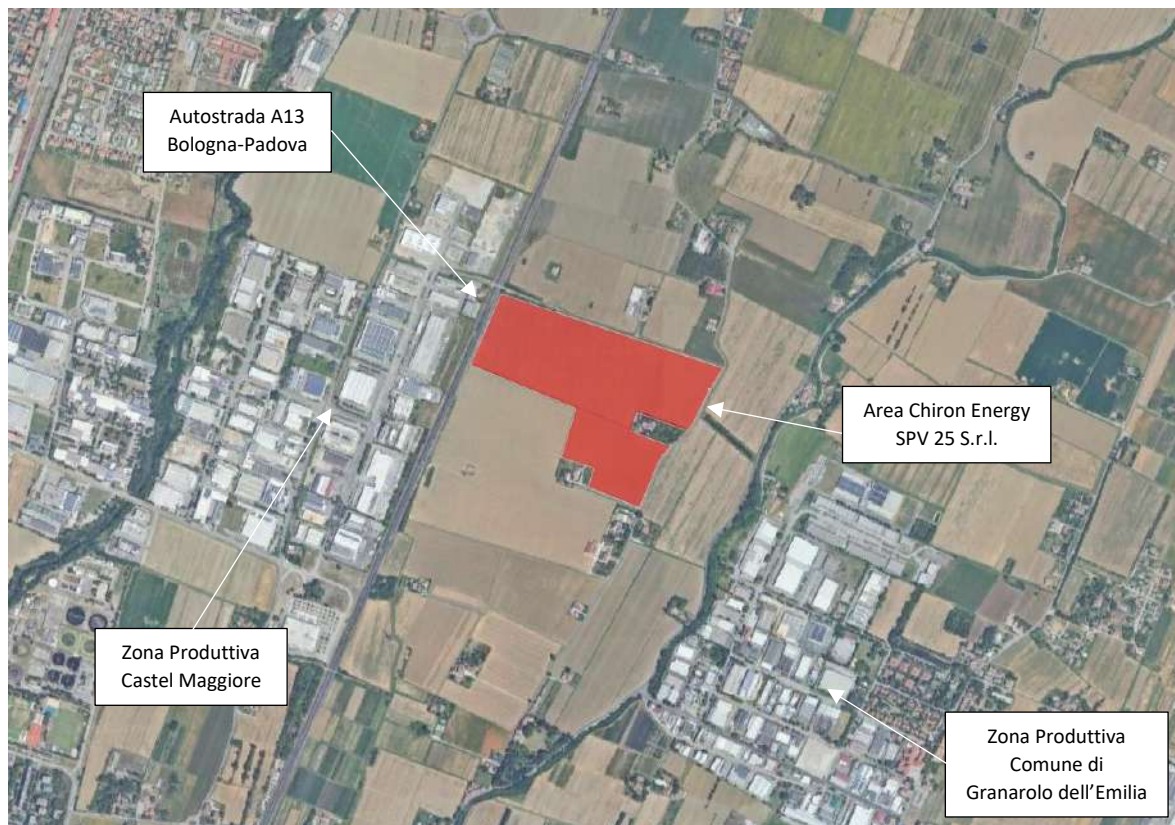 Autostrada A13
Bologna-Padova
Area Chiron Energy
SPV 25 S.r.l.
Zona Produttiva
Castel Maggiore
Zona Produttiva
Comune di
Granarolo dell’Emilia